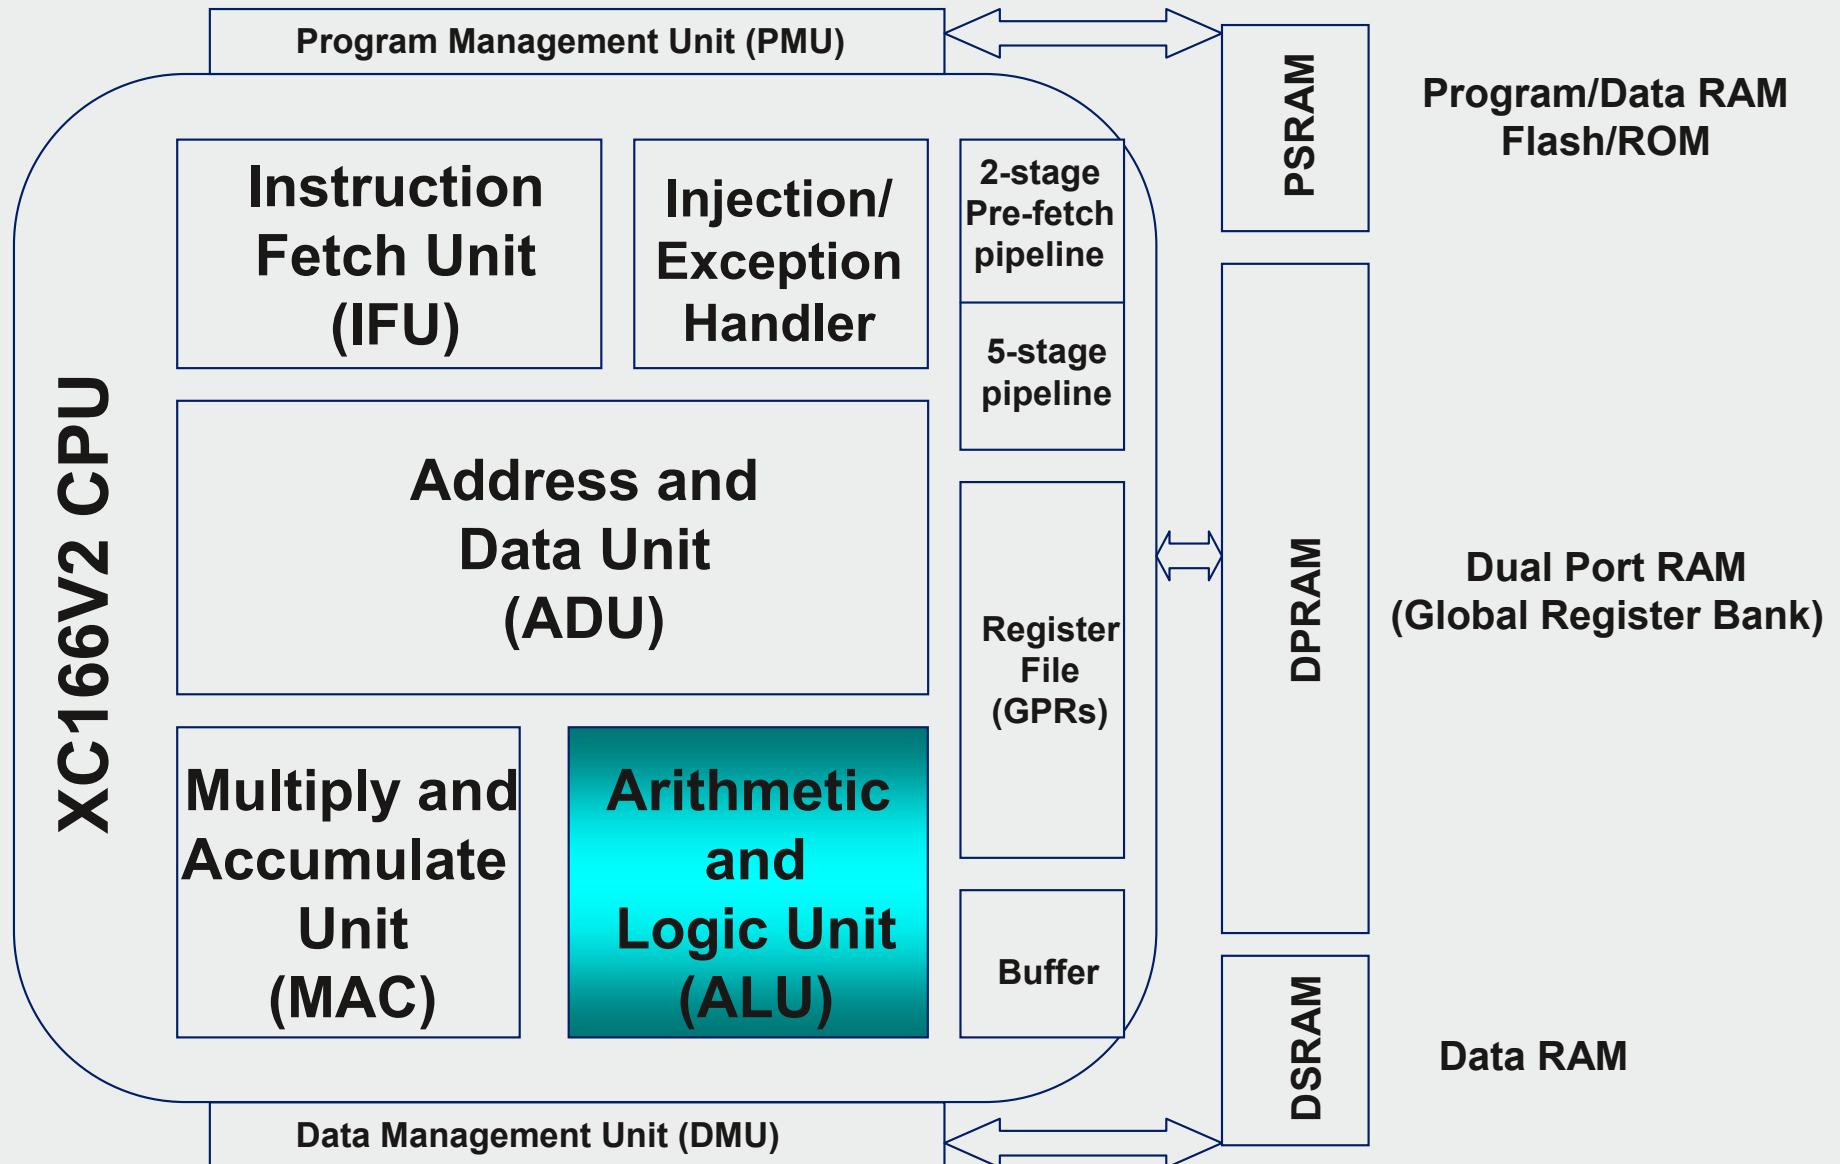 Program Management Unit (PMU)
PSRAM
Program/Data RAM
Flash/ROM
XC166V2 CPU
Instruction
Fetch Unit
(IFU)
Injection/
Exception
Handler
2-stage
Pre-fetch
pipeline
5-stage
pipeline
Address and
Data Unit
(ADU)
Register
File
(GPRs)
DPRAM
Dual Port RAM
(Global Register Bank)
Multiply and
Accumulate
Unit
(MAC)
Arithmetic
and
Logic Unit
(ALU)
Buffer
DSRAM
Data RAM
Data Management Unit (DMU)